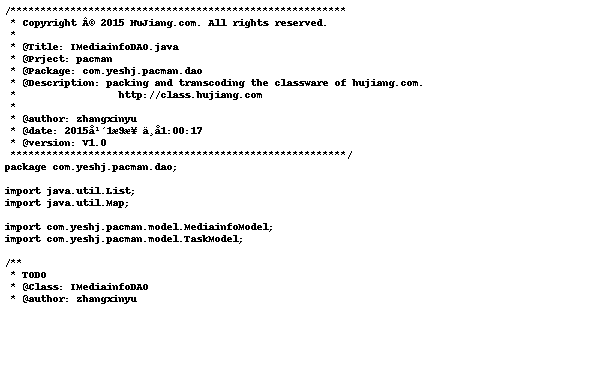 /********************************************************
 * Copyright Â© 2015 HuJiang.com. All rights reserved.
 *
 * @Title: IMediainfoDAO.java
 * @Prject: pacman
 * @Package: com.yeshj.pacman.dao
 * @Description: packing and transcoding the classware of hujiang.com.
 *                 http://class.hujiang.com
 *
 * @author: zhangxinyu
 * @date: 2015å¹´1æ9æ¥ ä¸å1:00:17
 * @version: V1.0
 ********************************************************/
package com.yeshj.pacman.dao;
import java.util.List;
import java.util.Map;
import com.yeshj.pacman.model.MediainfoModel;
import com.yeshj.pacman.model.TaskModel;
/**
 * TODO
 * @Class: IMediainfoDAO
 * @author: zhangxinyu